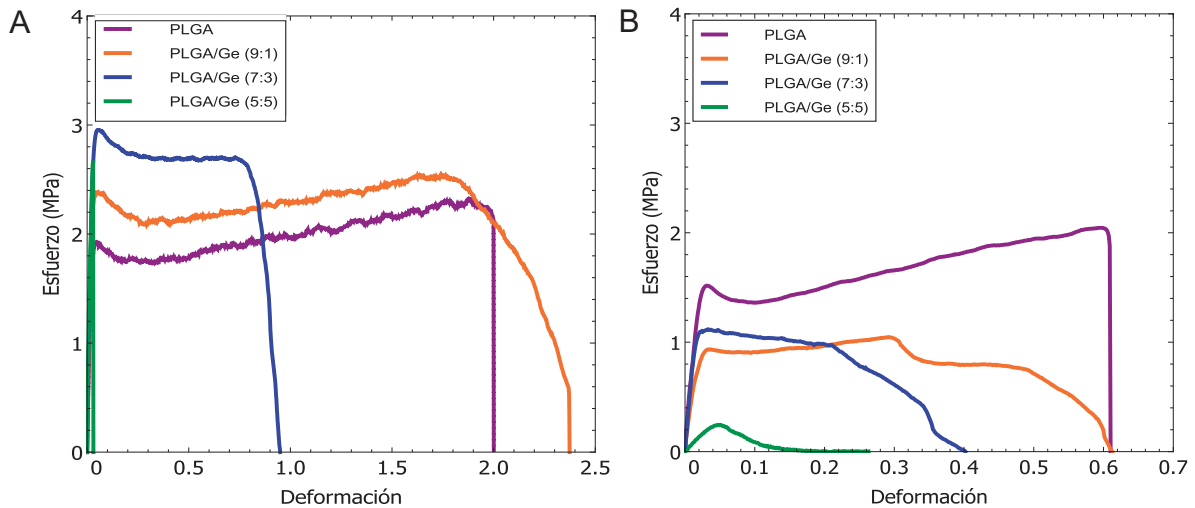 A
PLGA
PLGA/Ge (9:1)
PLGA/Ge (7:3)
PLGA/Ge (5:5)
Esfuerzo (MPa)
4
3
2
1
0
0 0.5 1.0 1.5 2.0 2.5
Deformación
B
PLGA
PLGA/Ge (9:1)
PLGA/Ge (7:3)
PLGA/Ge (5:5)
Esfuerzo (MPa)
4
3
2
1
0
0 0.1 0.2 0.3 0.4 0.5 0.6 0.7
Deformación